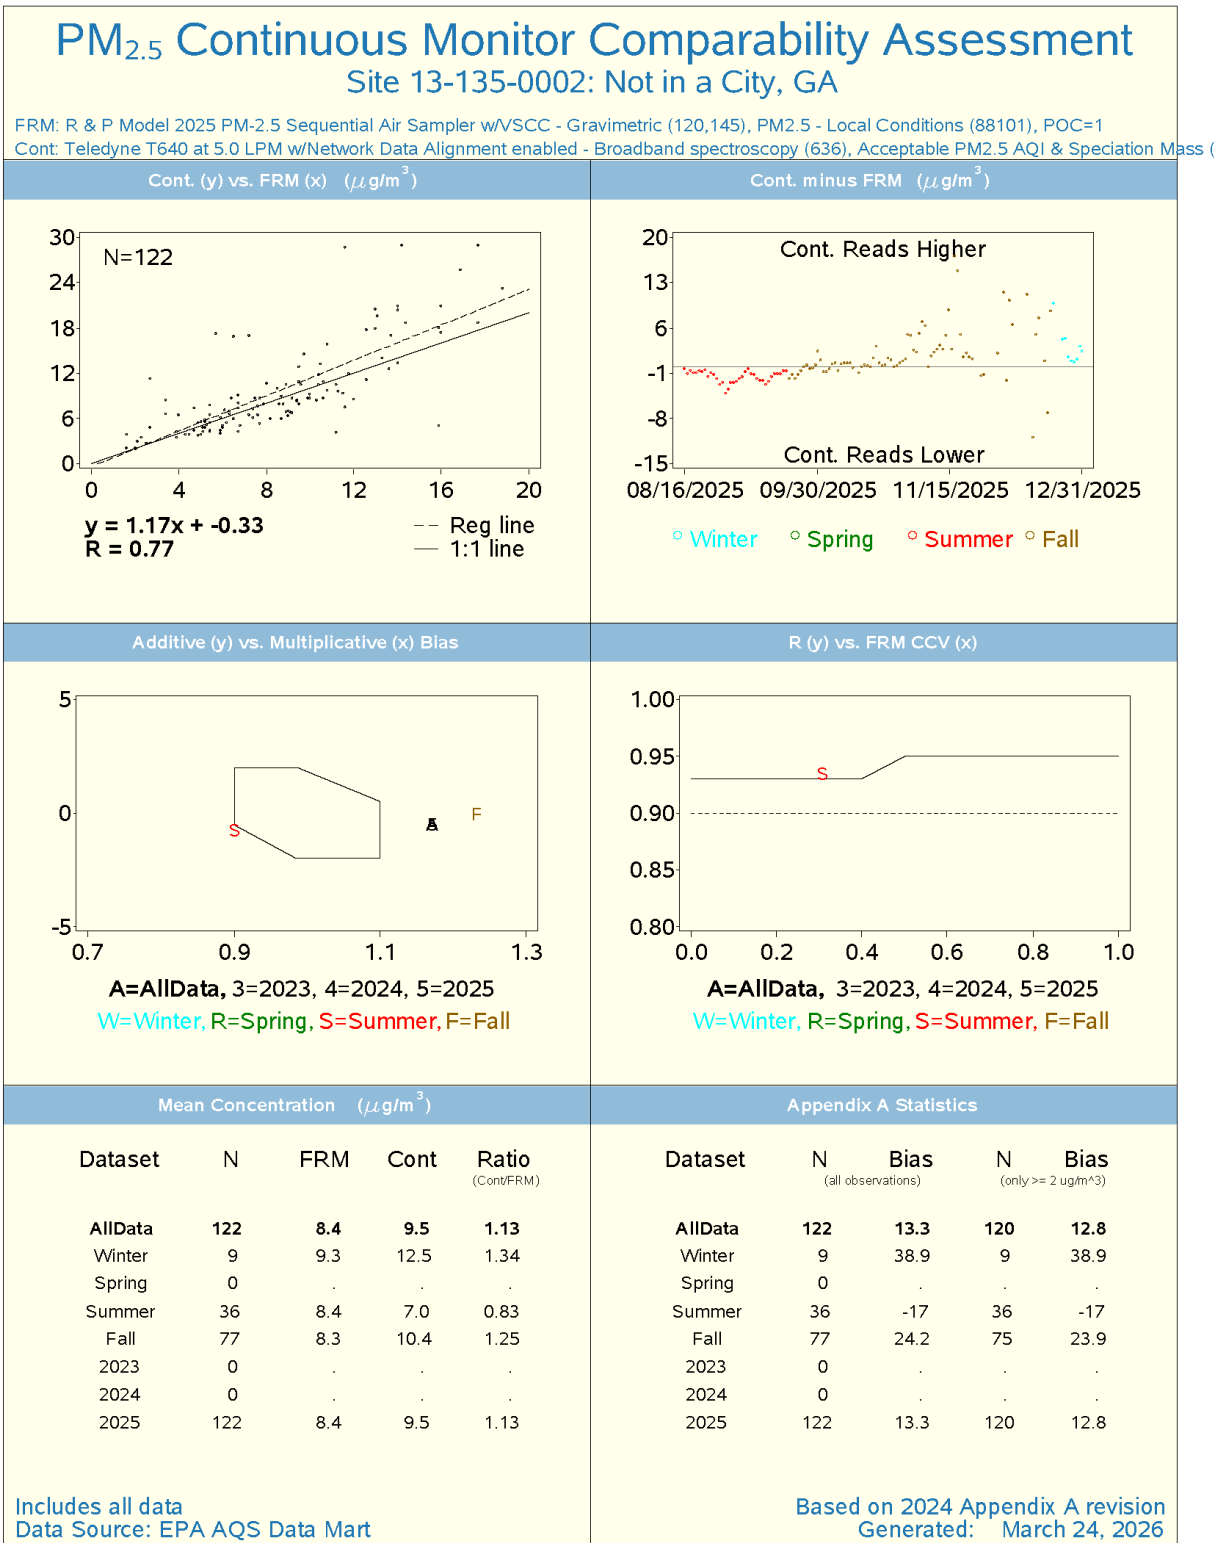 PM2.5 Continuous Monitor Comparability Assessment
Site 13-135-0002: Not in a City, GA
FRM: R & P Model 2025 PM-2.5 Sequential Air Sampler w/VSCC - Gravimetric (120,145), PM2.5 - Local Conditions (88101), POC=1
Cont: Teledyne T640 at 5.0 LPM w/Network Data Alignment enabled - Broadband spectroscopy (636), Acceptable PM2.5 AQI & Speciation Mass (
Cont. (y) vs. FRM (x) (μg/m³)
30
24
18
12
6
0
N=122
0 4 8 12 16 20
y = 1.17x + -0.33
R = 0.77
Reg line
1:1 line
Cont. minus FRM (μg/m³)
20
13
6
-1
-8
-15
Cont. Reads Higher
Cont. Reads Lower
08/16/2025 09/30/2025 11/15/2025 12/31/2025
Winter Spring Summer Fall
Additive (y) vs. Multiplicative (x) Bias
5
0
-5
S
A
F
0.7 0.9 1.1 1.3
A=AllData, 3=2023, 4=2024, 5=2025
W=Winter, R=Spring, S=Summer, F=Fall
R (y) vs. FRM CCV (x)
1.00
0.95
0.90
0.85
0.80
S
0.0 0.2 0.4 0.6 0.8 1.0
A=AllData, 3=2023, 4=2024, 5=2025
W=Winter, R=Spring, S=Summer, F=Fall
Mean Concentration (μg/m³)
Dataset N FRM Cont Ratio
(Cont/FRM)
AllData 122 8.4 9.5 1.13
Winter 9 9.3 12.5 1.34
Spring 0 . . .
Summer 36 8.4 7.0 0.83
Fall 77 8.3 10.4 1.25
2023 0 . . .
2024 0 . . .
2025 122 8.4 9.5 1.13
Appendix A Statistics
Dataset N Bias N Bias
(all observations) (only >= 2 ug/m^3)
AllData 122 13.3 120 12.8
Winter 9 38.9 9 38.9
Spring 0 . . .
Summer 36 -17 36 -17
Fall 77 24.2 75 23.9
2023 0 . . .
2024 0 . . .
2025 122 13.3 120 12.8
Includes all data
Data Source: EPA AQS Data Mart
Based on 2024 Appendix A revision
Generated: March 24, 2026